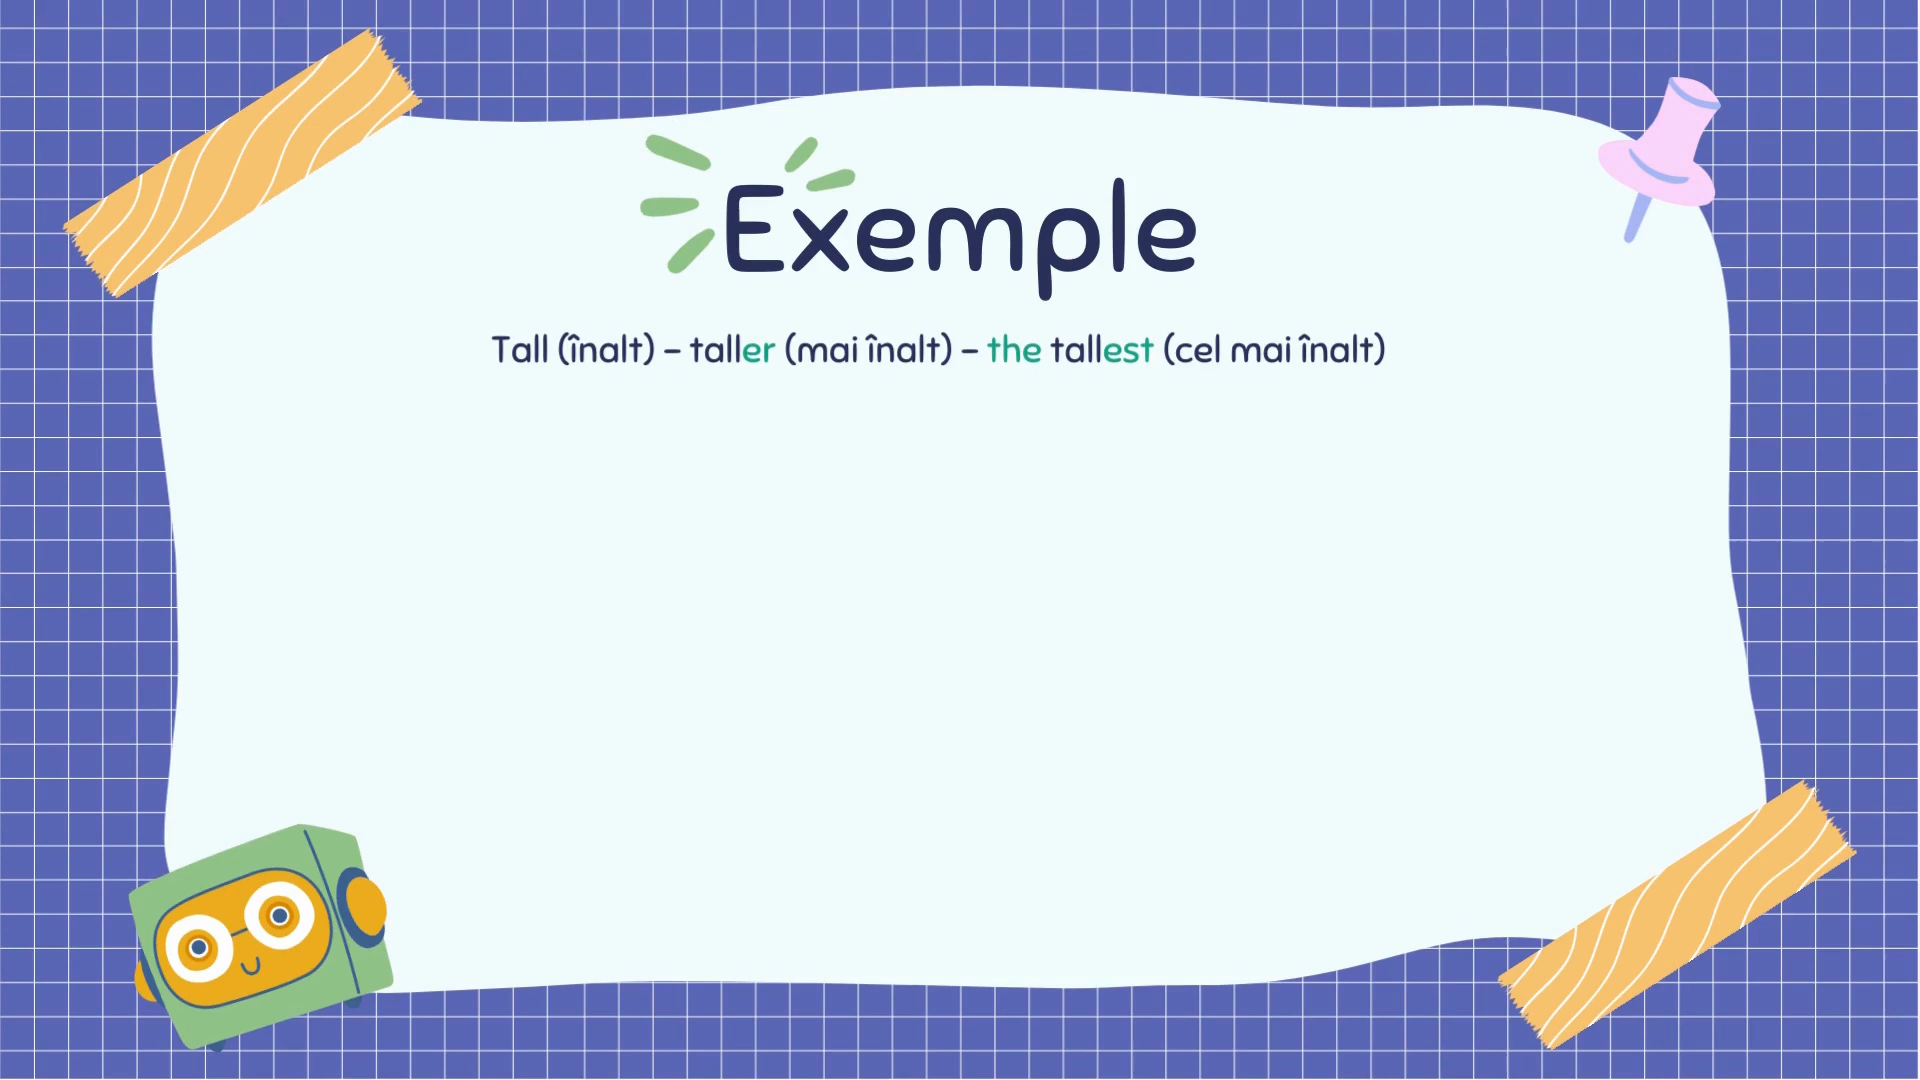 Exemple
Tall (înalt) – taller (mai înalt) – the tallest (cel mai înalt)